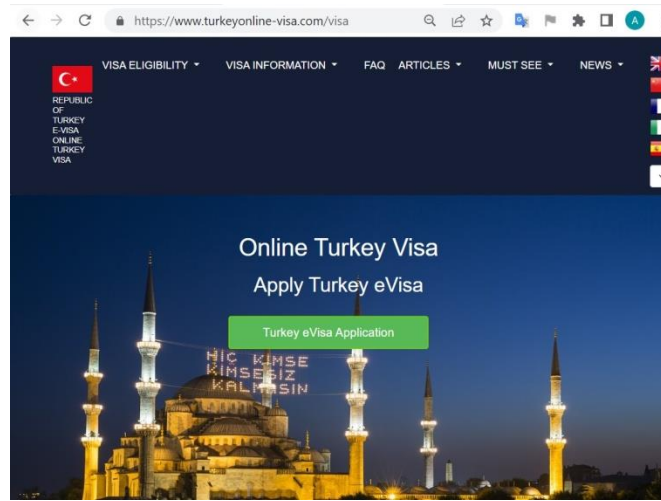 https://www.turkeyonline-visa.com/visa
A
VISA ELIGIBILITY
VISA INFORMATION
FAQ
ARTICLES
MUST SEE
NEWS
REPUBLIC
OF
TURKEY
E-VISA
ONLINE
TURKEY
VISA
Online Turkey Visa
Apply Turkey eVisa
Turkey eVisa Application
HİÇ KİMSE
KİMSESİZ
KALMASIN